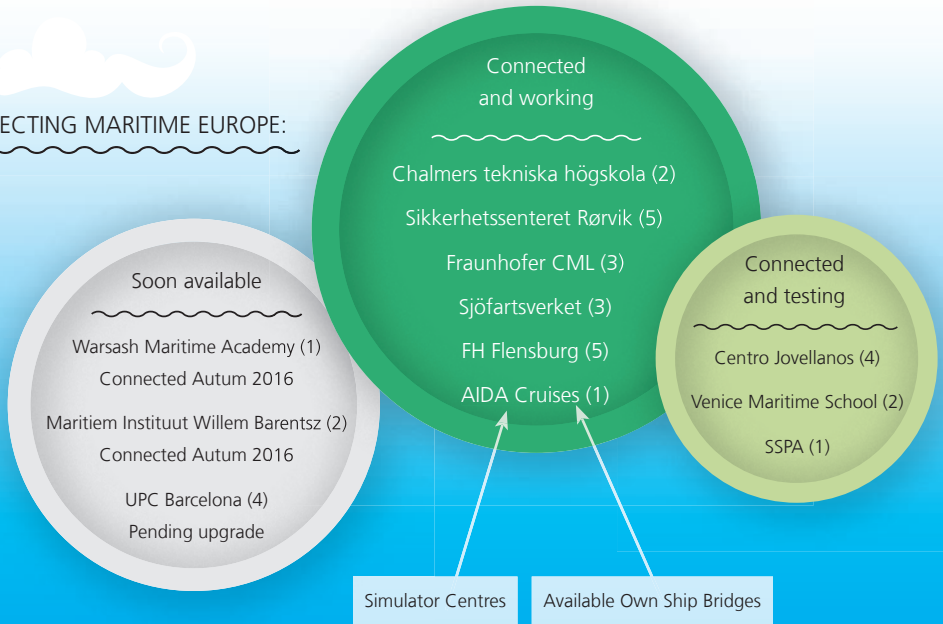 ECTING MARITIME EUROPE:
Connected
and working
Chalmers tekniska högskola (2)
Sikkerhetssenteret Rørvik (5)
Fraunhofer CML (3)
Sjöfartsverket (3)
FH Flensburg (5)
AIDA Cruises (1)
Soon available
Warsash Maritime Academy (1)
Connected Autum 2016
Maritiem Instituut Willem Barentsz (2)
Connected Autum 2016
UPC Barcelona (4)
Pending upgrade
Connected
and testing
Centro Jovellanos (4)
Venice Maritime School (2)
SSPA (1)
Simulator Centres
Available Own Ship Bridges